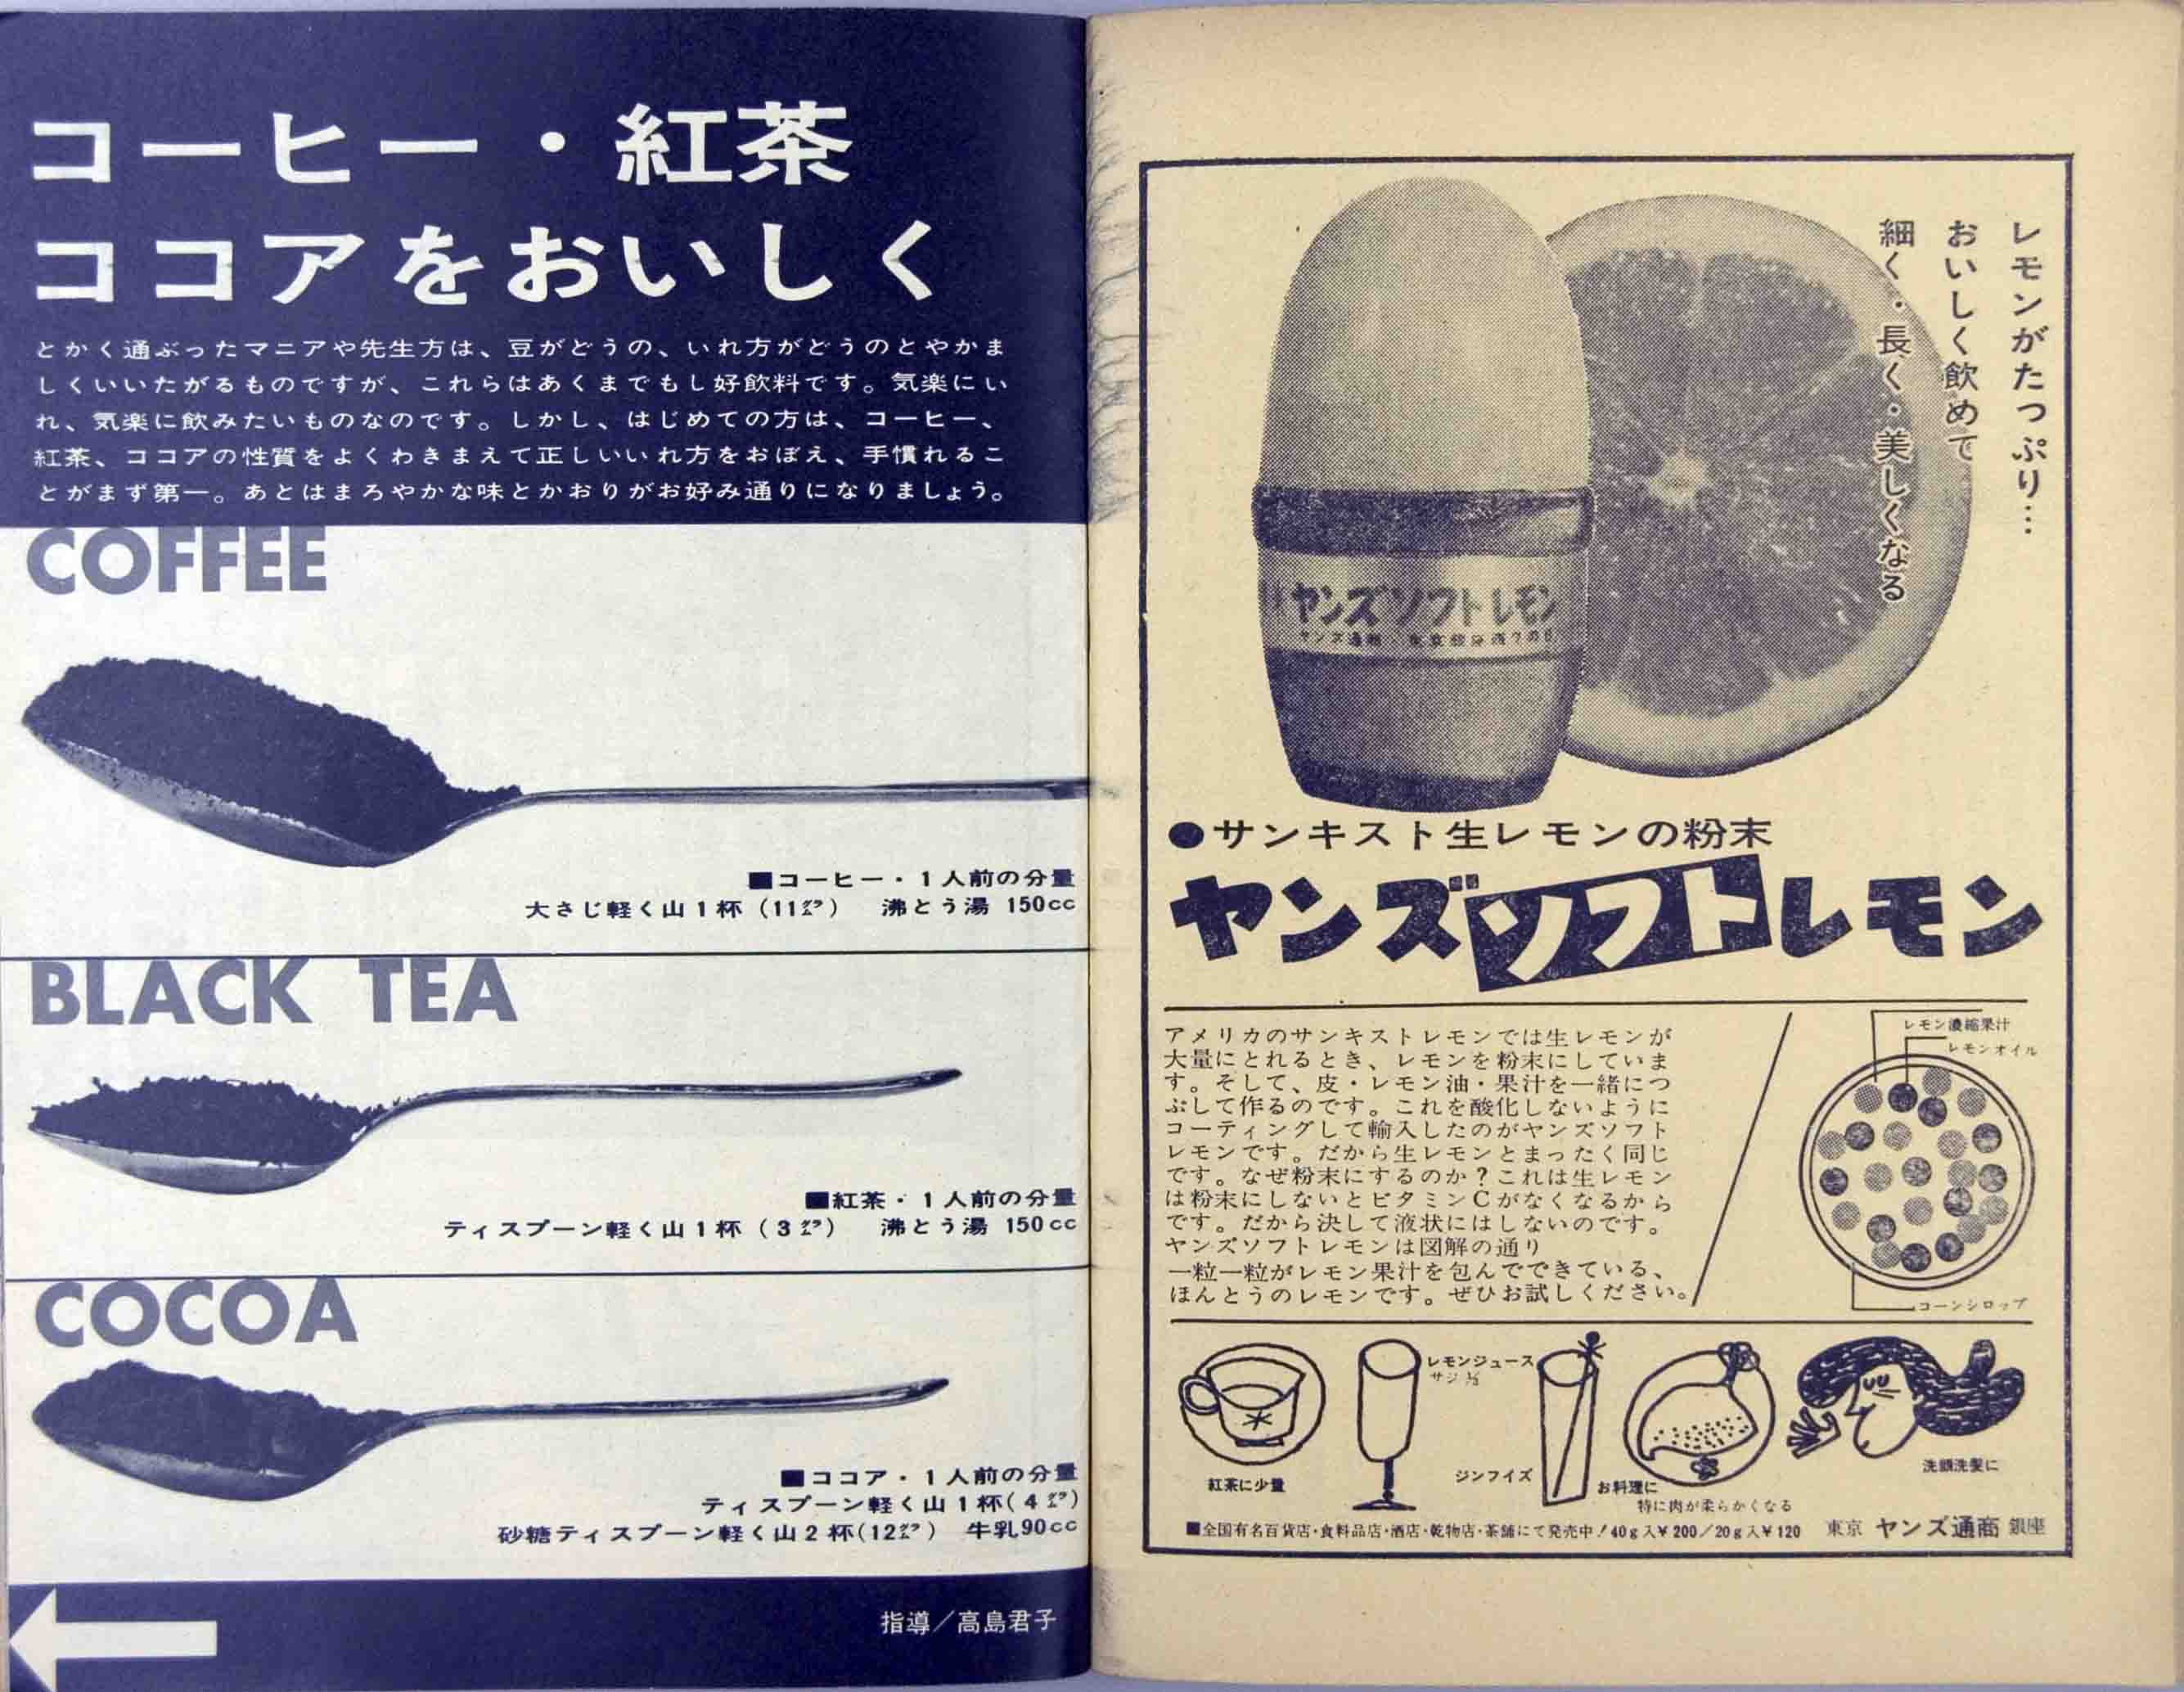 コーヒー・紅茶
ココアをおいしく
とかく通ぶったマニアや先生方は、豆がどうの、いれ方がどうのとやかま
しくいいたがるものですが、これらはあくまでもし好飲料です。気楽にい
れ、気楽に飲みたいものなのです。しかし、はじめての方は、コーヒー、
紅茶、ココアの性質をよくわきまえて正しいいれ方をおぼえ、手慣れるこ
とがまず第一。あとはまろやかな味とかおりがお好み通りになりましょう。
COFFEE
■コーヒー・1人前の分量
大さじ軽く山1杯（11㌘） 沸とう湯 150cc
BLACK TEA
■紅茶・1人前の分量
ティスプーン軽く山1杯（3㌘） 沸とう湯 150cc
COCOA
■ココア・1人前の分量
ティスプーン軽く山1杯(4㌘)
砂糖ティスプーン軽く山2杯(12㌘) 牛乳90cc
指導／高島君子
レモンがたっぷり…
おいしく飲めて
細く・長く・美しくなる
ヤンズソフトレモン
●サンキスト生レモンの粉末
ヤンズソフトレモン
アメリカのサンキストレモンでは生レモンが
大量にとれるとき、レモンを粉末にしていま
す。そして、皮・レモン油・果汁を一緒につ
ぶして作るのです。これを酸化しないように
コーティングして輸入したのがヤンズソフト
レモンです。だから生レモンとまったく同じ
です。なぜ粉末にするのか？これは生レモン
は粉末にしないとビタミンCがなくなるから
です。だから決して液状にはしないのです。
ヤンズソフトレモンは図解の通り
一粒一粒がレモン果汁を包んでできている、
ほんとうのレモンです。ぜひお試しください。
レモン濃縮果汁
レモンオイル
コーンシロップ
紅茶に少量
レモンジュース
サジ½
ジンフイズ
お料理に
特に肉が柔らかくなる
洗顔洗髪に
■全国有名百貨店・食料品店・酒店・乾物店・茶舗にて発売中！40g入¥200／20g入¥120 東京 ヤンズ通商 銀座